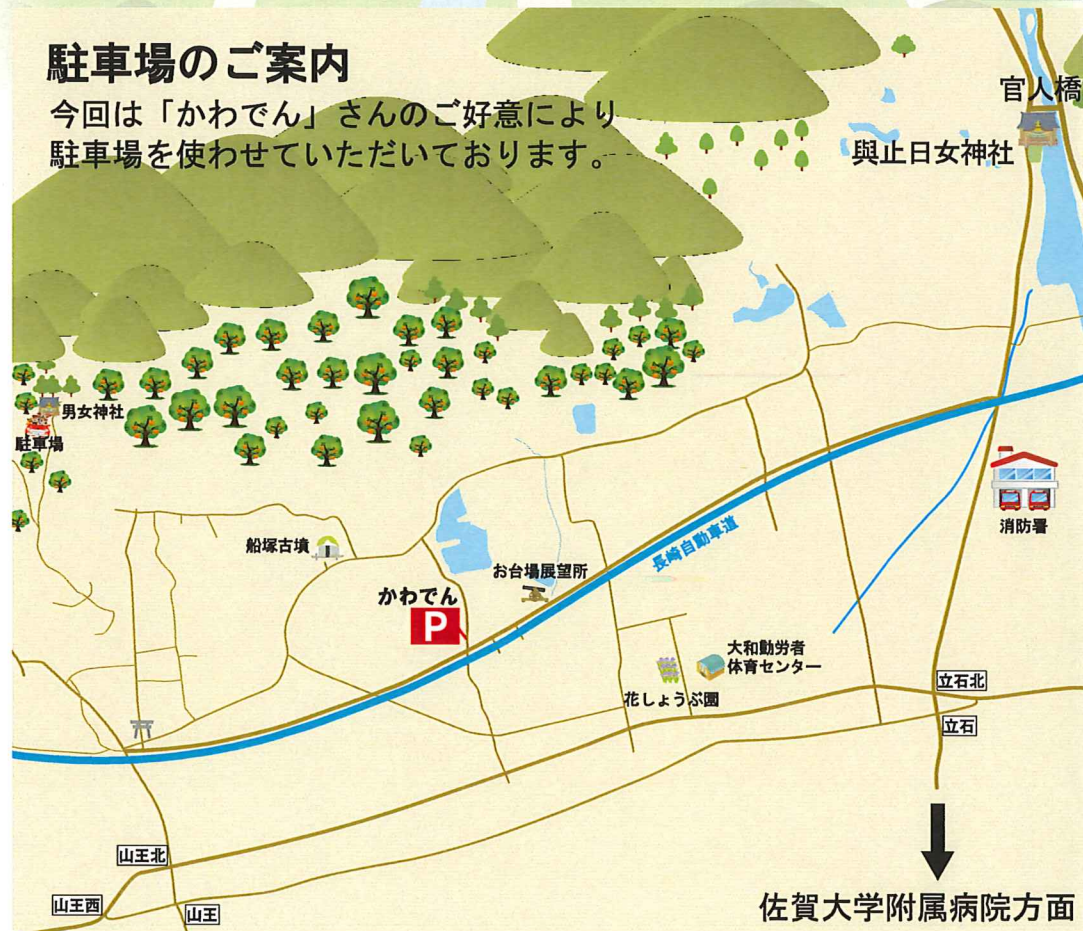 駐車場のご案内
今回は「かわでん」さんのご好意により
駐車場を使わせていただいております。
官人橋
與止日女神社
男女神社
駐車場
消防署
長崎自動車道
船塚古墳
お台場展望所
かわでん
P
大和勤労者
体育センター
花しょうぶ園
立石北
立石
山王北
山王西
山王
佐賀大学附属病院方面